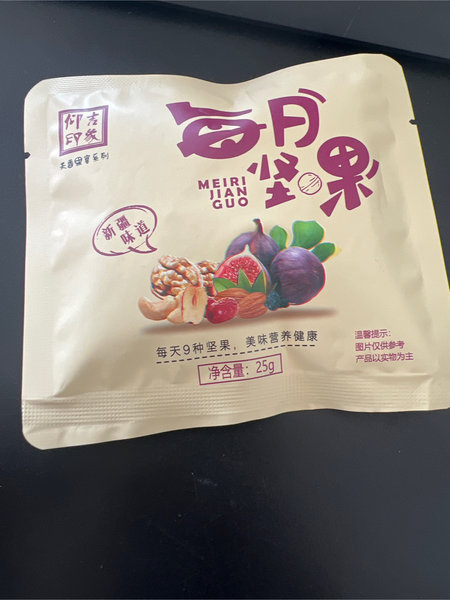 仰吉
印象
系列
每日
坚果
MEIRI
JIAN
GUO
新疆
味道
每天9种坚果，美味营养健康
净含量：25g
温馨提示：
图片仅供参考
产品以实物为主